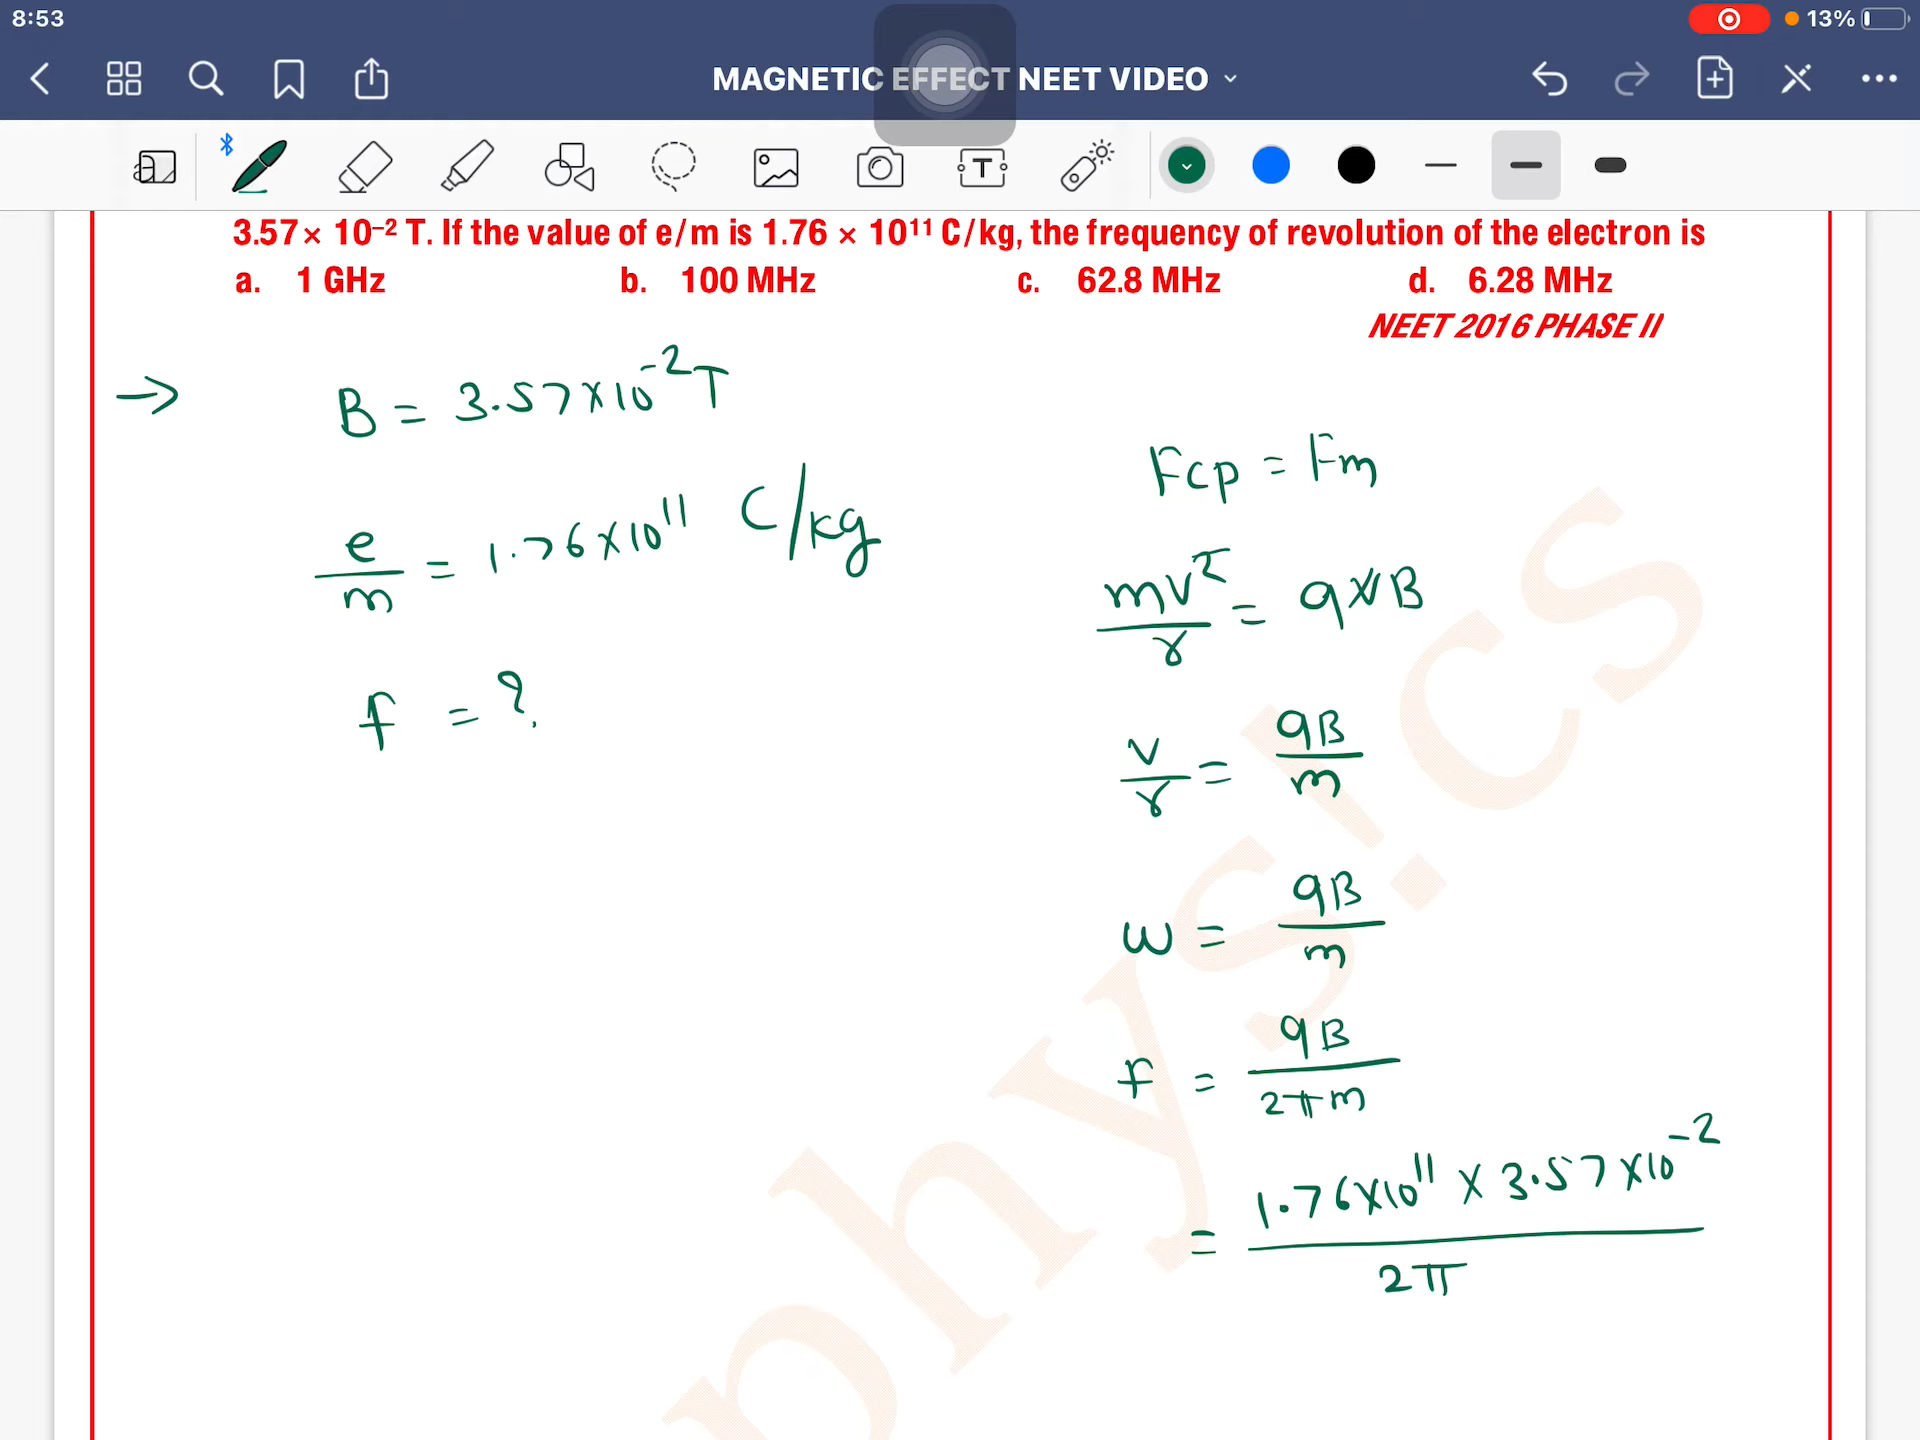 8:53
13%
MAGNETIC EFFECT NEET VIDEO
a
T
3.57× 10⁻² T. If the value of e/m is 1.76 × 10¹¹ C/kg, the frequency of revolution of the electron is
a. 1 GHz b. 100 MHz c. 62.8 MHz d. 6.28 MHz
NEET 2016 PHASE II
→ B = 3.57×10⁻² T
e/m = 1.76×10¹¹ C/kg
f = ?
Fcp = Fm
mv²/r = qvB
v/r = qB/m
ω = qB/m
f = qB/2πm
= 1.76×10¹¹ × 3.57×10⁻² / 2π
phys!cs